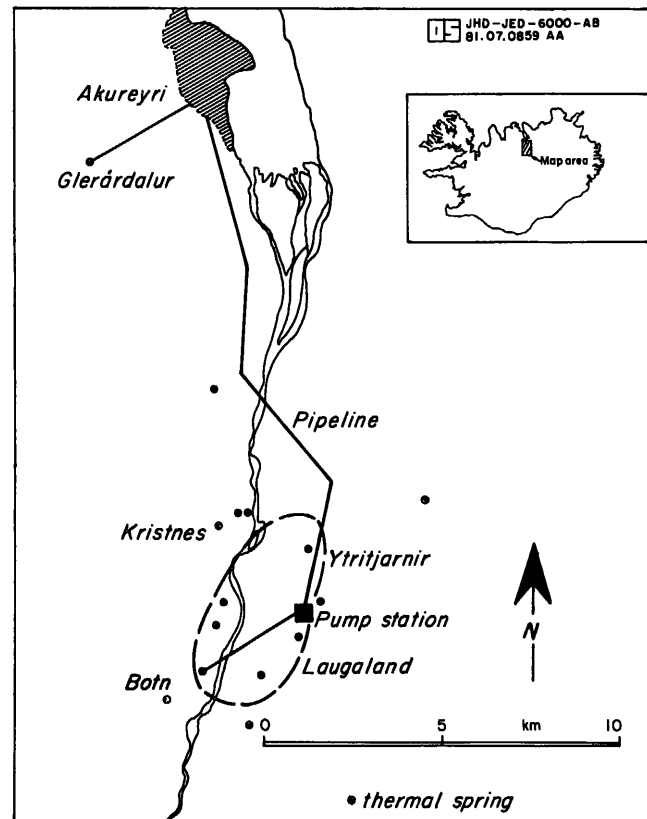 OS JHD-JED-6000-AB
81.07.0859 AA
Akureyri
Glerárdalur
Map area
Pipeline
Kristnes
Ytritjarnir
Pump station
N
Laugaland
Botn
0 5 km 10
thermal spring